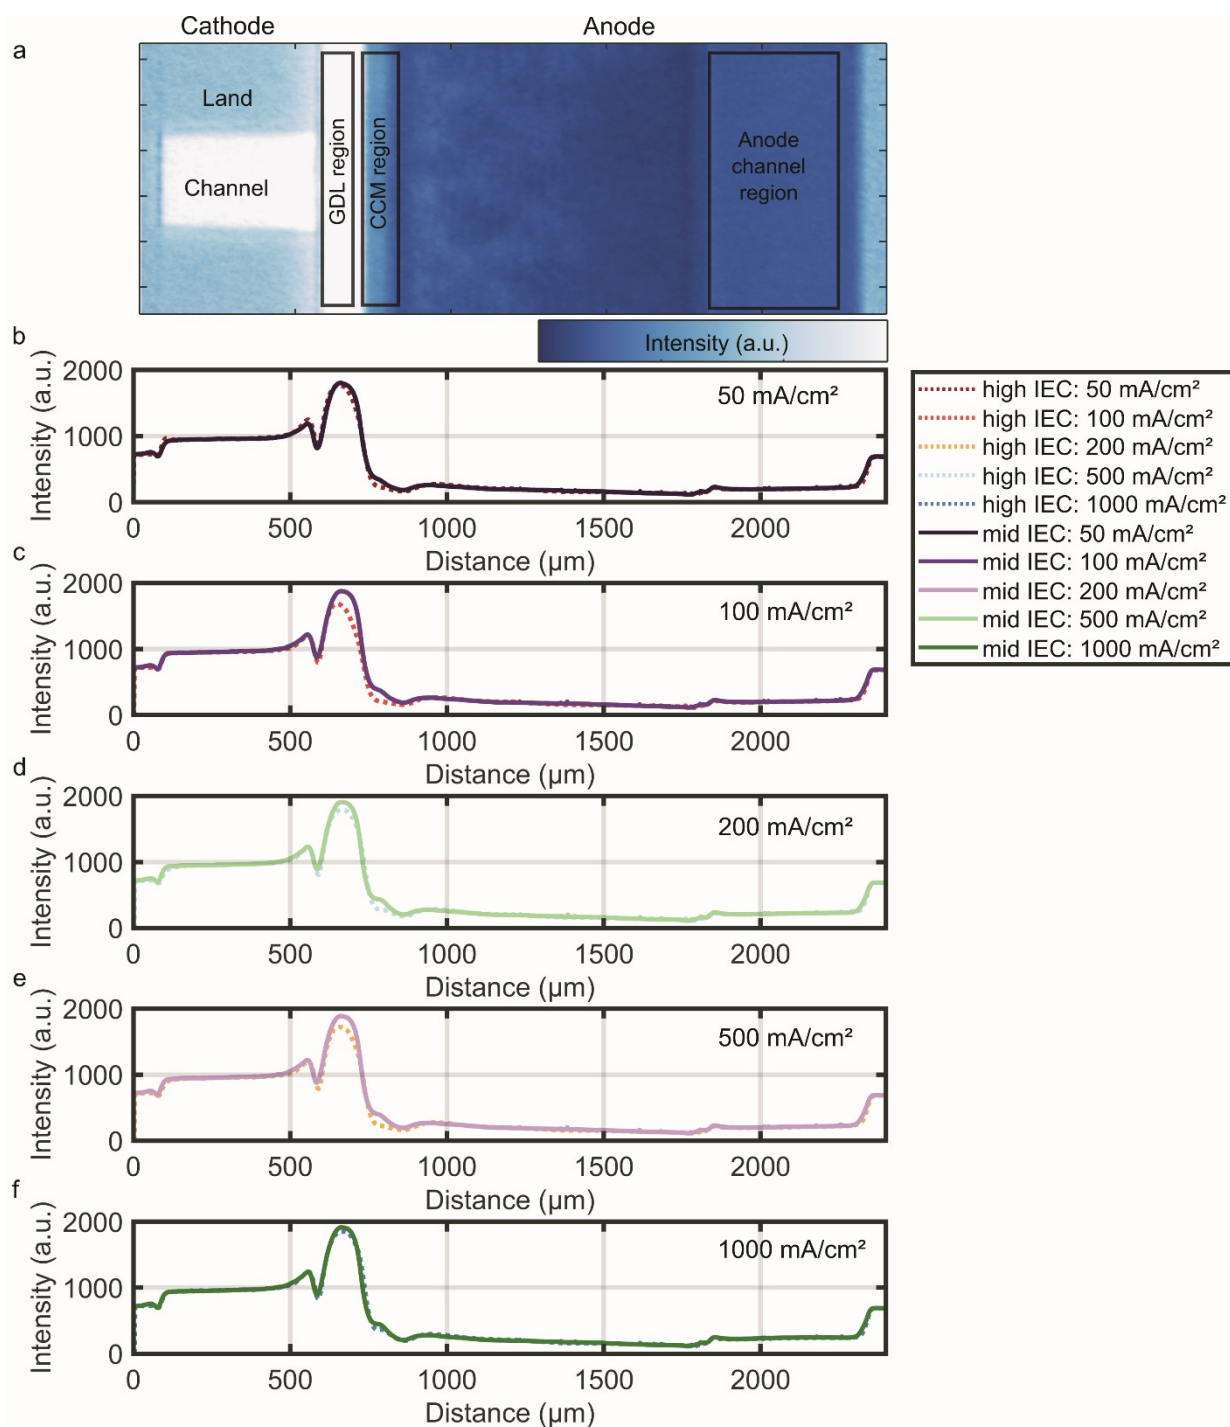 Cathode
Anode
a
Land
Channel
GDL region
CCM region
Anode
channel
region
Intensity (a.u.)
b
Intensity (a.u.)
2000
1000
0
50 mA/cm²
0 500 1000 1500 2000
Distance (µm)
high IEC: 50 mA/cm²
high IEC: 100 mA/cm²
high IEC: 200 mA/cm²
high IEC: 500 mA/cm²
high IEC: 1000 mA/cm²
mid IEC: 50 mA/cm²
mid IEC: 100 mA/cm²
mid IEC: 200 mA/cm²
mid IEC: 500 mA/cm²
mid IEC: 1000 mA/cm²
c
Intensity (a.u.)
2000
1000
0
100 mA/cm²
0 500 1000 1500 2000
Distance (µm)
d
Intensity (a.u.)
2000
1000
0
200 mA/cm²
0 500 1000 1500 2000
Distance (µm)
e
Intensity (a.u.)
2000
1000
0
500 mA/cm²
0 500 1000 1500 2000
Distance (µm)
f
Intensity (a.u.)
2000
1000
0
1000 mA/cm²
0 500 1000 1500 2000
Distance (µm)